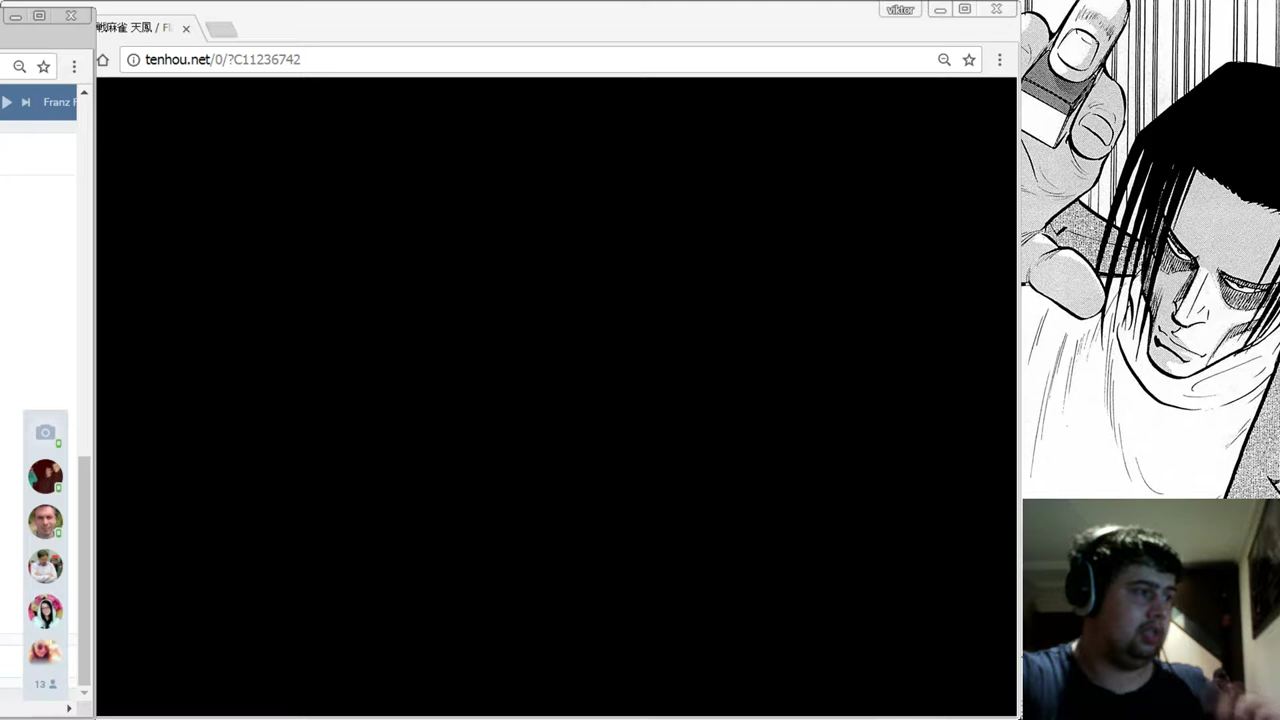 戦麻雀 天鳳 / Fl
viktor
tenhou.net/0/?C11236742
Franz F
13